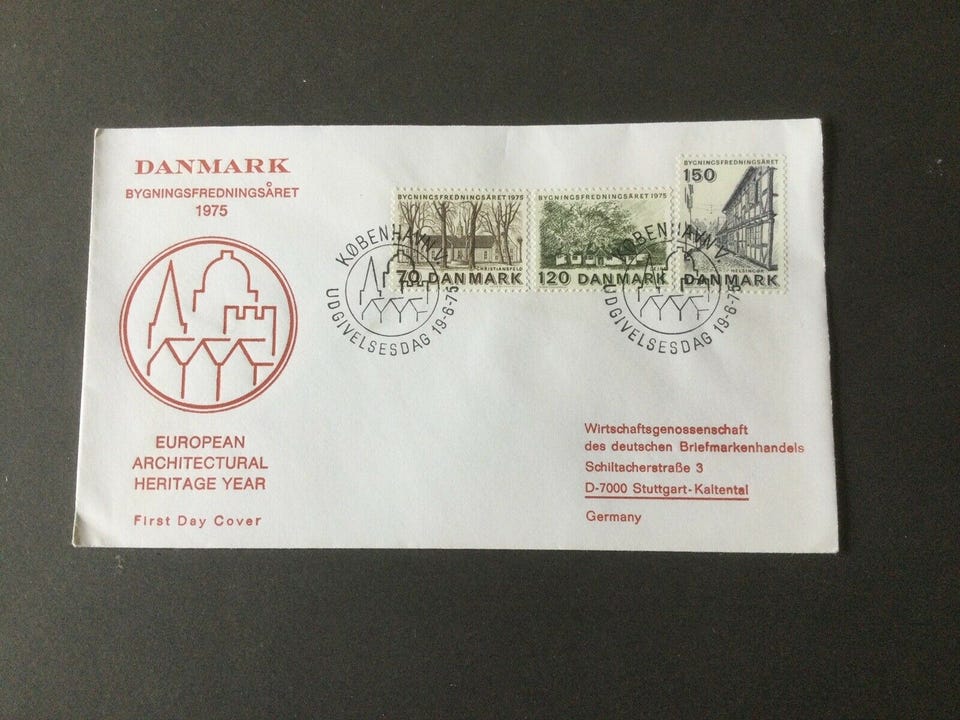 DANMARK
BYGNINGSFREDNINGSÅRET
1975
EUROPEAN
ARCHITECTURAL
HERITAGE YEAR
First Day Cover
BYGNINGSFREDNINGSÅRET 1975
CHRISTIANSFELD
70 DANMARK
BYGNINGSFREDNINGSÅRET 1975
120 DANMARK
BYGNINGSFREDNINGSÅRET
150
HELSINGØR
DANMARK
KØBENHAVN V.
UDGIVELSESDAG 19-6-75
KØBENHAVN V.
UDGIVELSESDAG 19-6-75
Wirtschaftsgenossenschaft
des deutschen Briefmarkenhandels
Schiltacherstraße 3
D-7000 Stuttgart-Kaltental
Germany